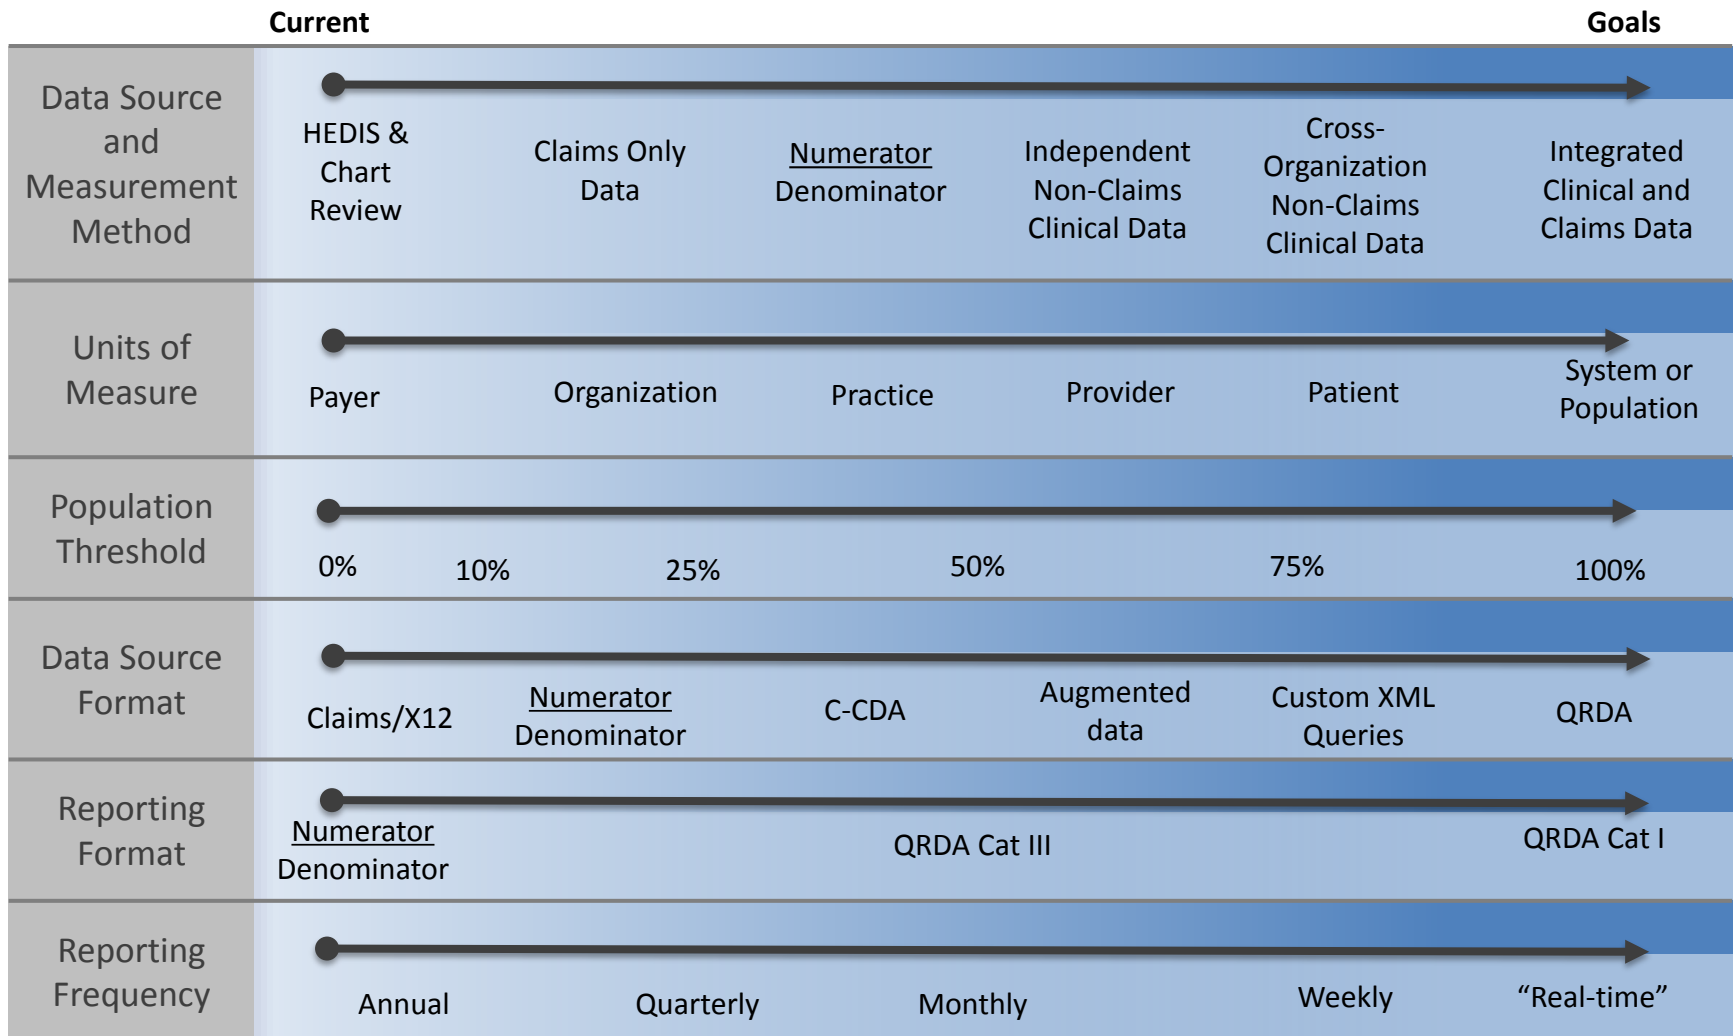 Current
Goals
Data Source
and
Measurement
Method
HEDIS &
Chart
Review
Claims Only
Data
Numerator
Denominator
Independent
Non-Claims
Clinical Data
Cross-
Organization
Non-Claims
Clinical Data
Integrated
Clinical and
Claims Data
Units of
Measure
Payer
Organization
Practice
Provider
Patient
System or
Population
Population
Threshold
0%
10%
25%
50%
75%
100%
Data Source
Format
Claims/X12
Numerator
Denominator
C-CDA
Augmented
data
Custom XML
Queries
QRDA
Reporting
Format
Numerator
Denominator
QRDA Cat III
QRDA Cat I
Reporting
Frequency
Annual
Quarterly
Monthly
Weekly
“Real-time”